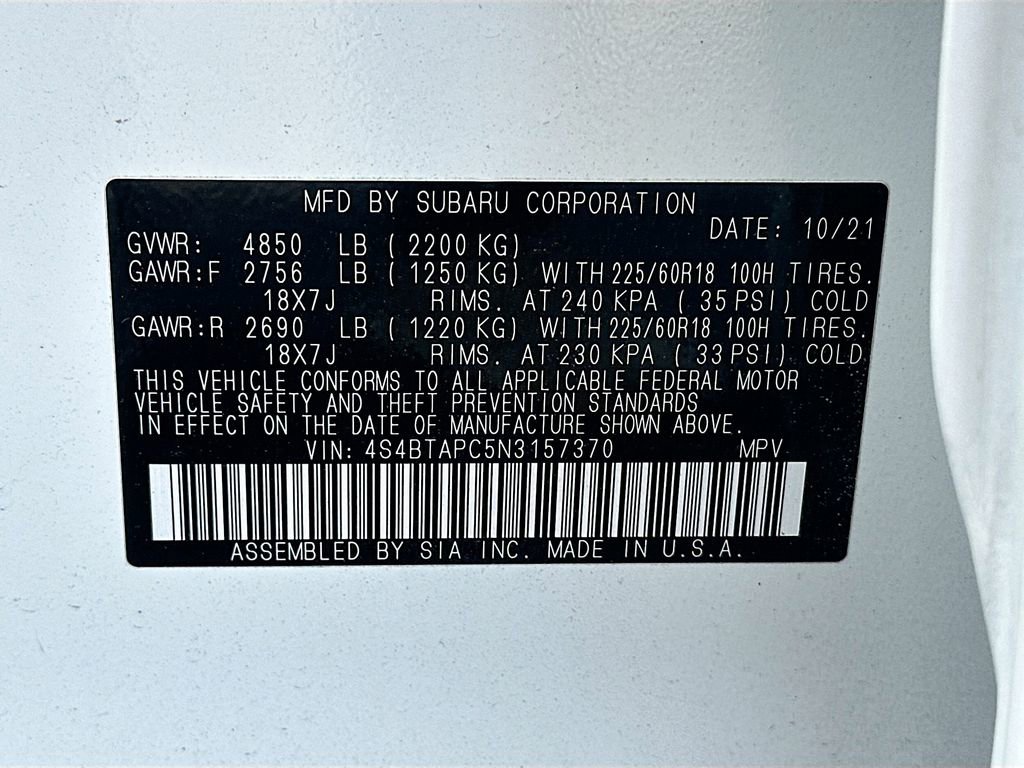 MFD BY SUBARU CORPORATION
DATE: 10/21
GVWR: 4850 LB (2200 KG)
GAWR:F 2756 LB (1250 KG) WITH 225/60R18 100H TIRES.
18X7J RIMS. AT 240 KPA (35 PSI) COLD
GAWR:R 2690 LB (1220 KG) WITH 225/60R18 100H TIRES.
18X7J RIMS. AT 230 KPA (33 PSI) COLD
THIS VEHICLE CONFORMS TO ALL APPLICABLE FEDERAL MOTOR
VEHICLE SAFETY AND THEFT PREVENTION STANDARDS
IN EFFECT ON THE DATE OF MANUFACTURE SHOWN ABOVE.
VIN: 4S4BTAPC5N3157370 MPV
ASSEMBLED BY SIA INC. MADE IN U.S.A.